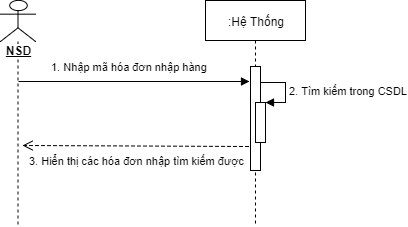 :Hệ Thống
NSD
1. Nhập mã hóa đơn nhập hàng
2. Tìm kiếm trong CSDL
3. Hiển thị các hóa đơn nhập tìm kiếm được